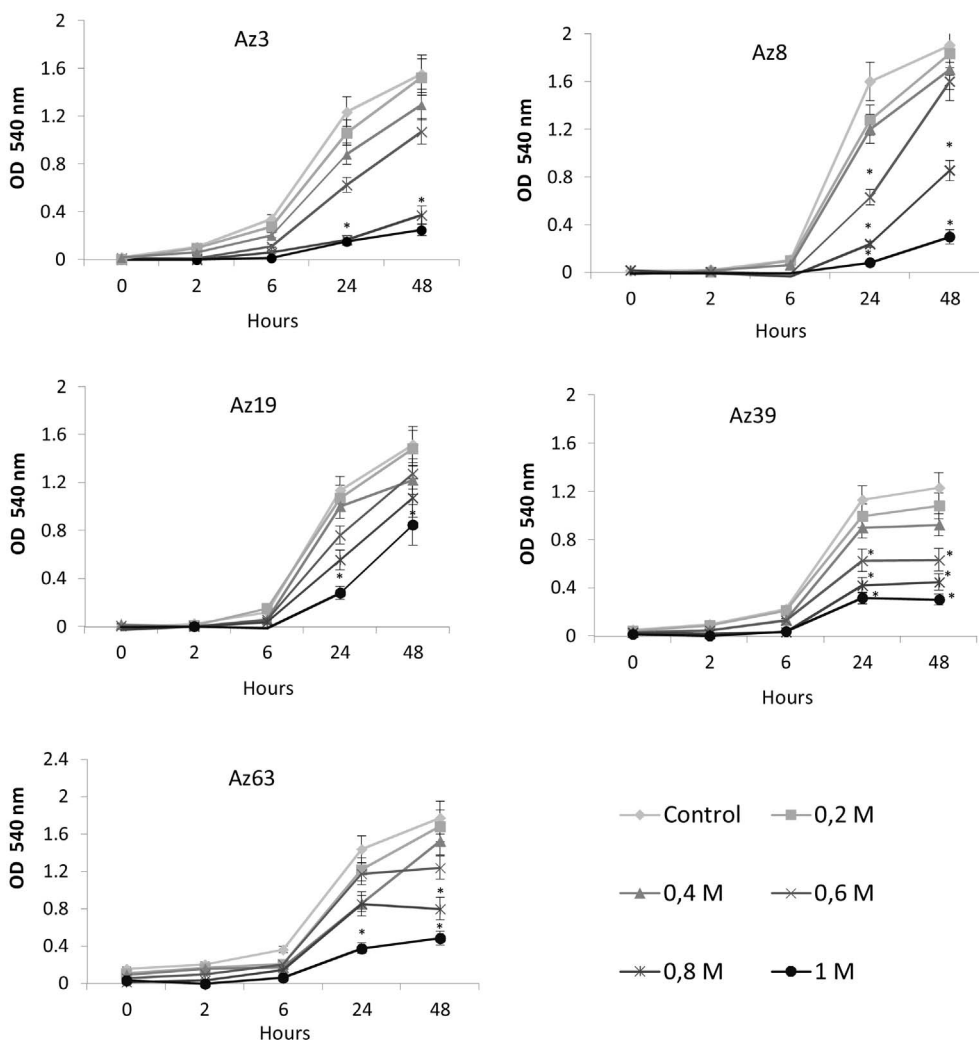 Az3
OD 540 nm
2
1.6
1.2
0.8
0.4
0
0 2 6 24 48
Hours
* *
Az8
OD 540 nm
2
1.6
1.2
0.8
0.4
0
0 2 6 24 48
Hours
* *
* *
*
Az19
OD 540 nm
2
1.6
1.2
0.8
0.4
0
0 2 6 24 48
Hours
* *
Az39
OD 540 nm
2
1.6
1.2
0.8
0.4
0
0 2 6 24 48
Hours
* *
* *
* *
Az63
OD 540 nm
2.4
2
1.6
1.2
0.8
0.4
0
0 2 6 24 48
Hours
*
* *
Control 0,2 M
0,4 M 0,6 M
0,8 M 1 M